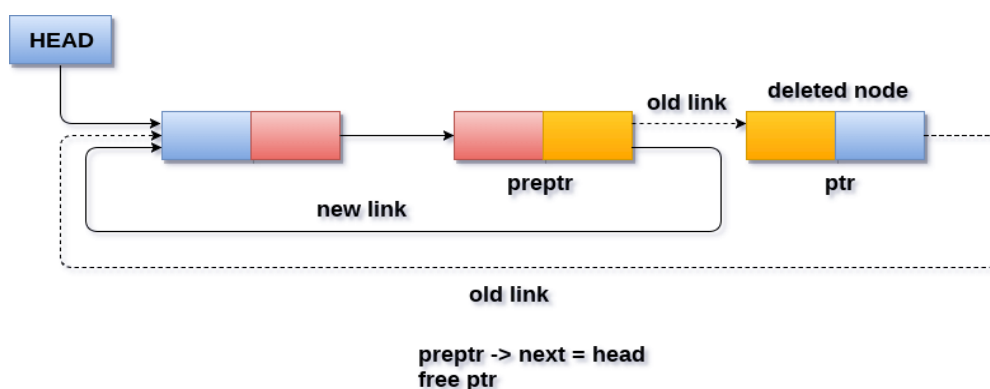 HEAD
deleted node
old link
preptr
ptr
new link
old link
preptr -> next = head
free ptr